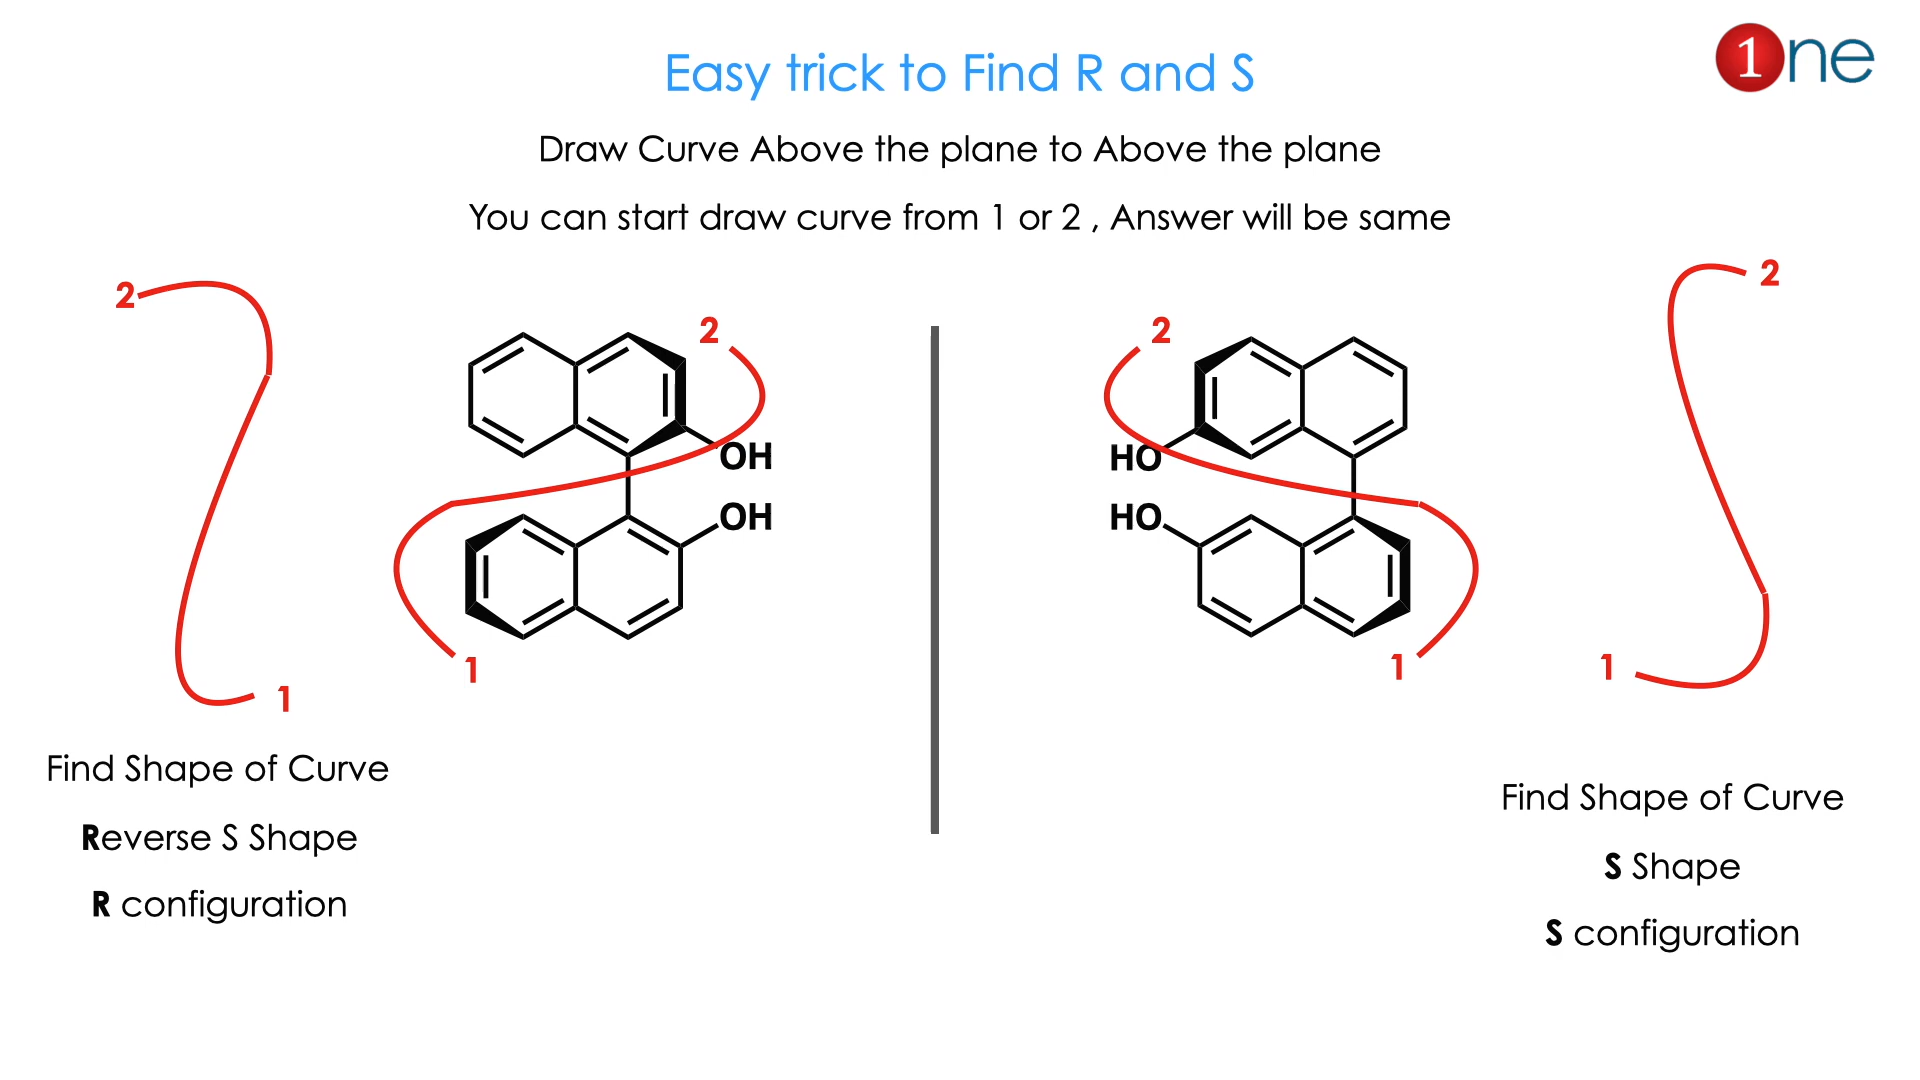 1ne
Easy trick to Find R and S
Draw Curve Above the plane to Above the plane
You can start draw curve from 1 or 2 , Answer will be same
2
1
2
OH
OH
1
2
HO
HO
1
2
1
Find Shape of Curve
Reverse S Shape
R configuration
Find Shape of Curve
S Shape
S configuration